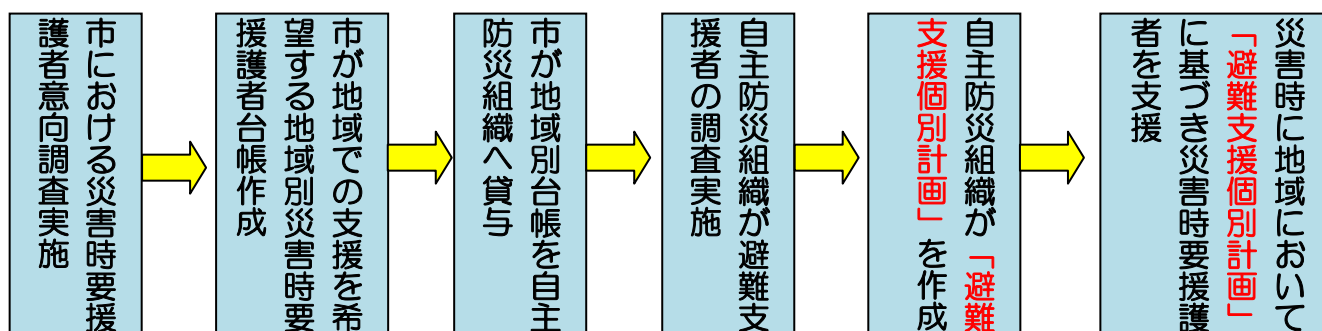 市における災害時要援
護者意向調査実施
市が地域での支援を希
望する地域別災害時要
援護者台帳作成
市が地域別台帳を自主
防災組織へ貸与
自主防災組織が避難支
援者の調査実施
自主防災組織が「避難
支援個別計画」を作成
災害時に地域において
「避難支援個別計画」
に基づき災害時要援護
者を支援